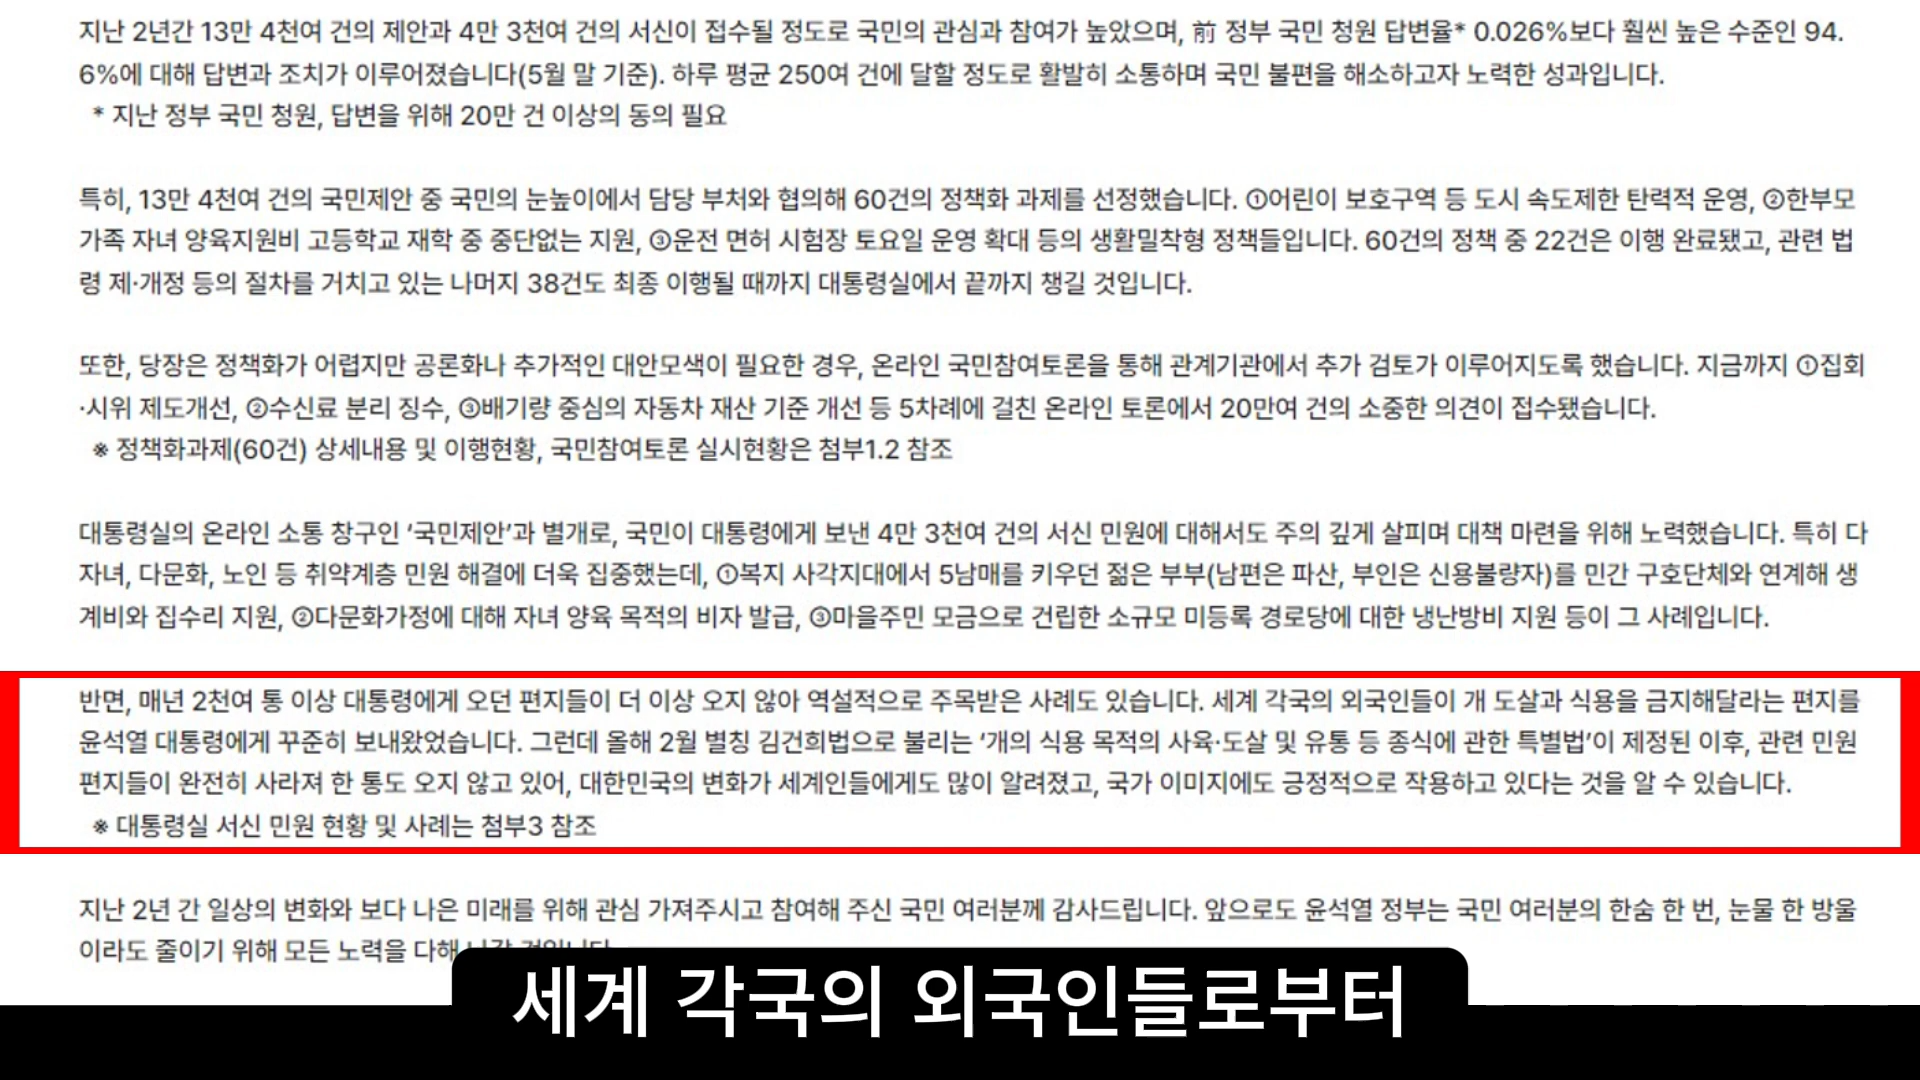 지난 2년간 13만 4천여 건의 제안과 4만 3천여 건의 서신이 접수될 정도로 국민의 관심과 참여가 높았으며, 前 정부 국민 청원 답변율* 0.026%보다 훨씬 높은 수준인 94.
6%에 대해 답변과 조치가 이루어졌습니다(5월 말 기준). 하루 평균 250여 건에 달할 정도로 활발히 소통하며 국민 불편을 해소하고자 노력한 성과입니다.
* 지난 정부 국민 청원, 답변을 위해 20만 건 이상의 동의 필요
특히, 13만 4천여 건의 국민제안 중 국민의 눈높이에서 담당 부처와 협의해 60건의 정책화 과제를 선정했습니다. ①어린이 보호구역 등 도시 속도제한 탄력적 운영, ②한부모
가족 자녀 양육지원비 고등학교 재학 중 중단없는 지원, ③운전 면허 시험장 토요일 운영 확대 등의 생활밀착형 정책들입니다. 60건의 정책 중 22건은 이행 완료됐고, 관련 법
령 제·개정 등의 절차를 거치고 있는 나머지 38건도 최종 이행될 때까지 대통령실에서 끝까지 챙길 것입니다.
또한, 당장은 정책화가 어렵지만 공론화나 추가적인 대안모색이 필요한 경우, 온라인 국민참여토론을 통해 관계기관에서 추가 검토가 이루어지도록 했습니다. 지금까지 ①집회
·시위 제도개선, ②수신료 분리 징수, ③배기량 중심의 자동차 재산 기준 개선 등 5차례에 걸친 온라인 토론에서 20만여 건의 소중한 의견이 접수됐습니다.
※ 정책화과제(60건) 상세내용 및 이행현황, 국민참여토론 실시현황은 첨부1.2 참조
대통령실의 온라인 소통 창구인 ‘국민제안’과 별개로, 국민이 대통령에게 보낸 4만 3천여 건의 서신 민원에 대해서도 주의 깊게 살피며 대책 마련을 위해 노력했습니다. 특히 다
자녀, 다문화, 노인 등 취약계층 민원 해결에 더욱 집중했는데, ①복지 사각지대에서 5남매를 키우던 젊은 부부(남편은 파산, 부인은 신용불량자)를 민간 구호단체와 연계해 생
계비와 집수리 지원, ②다문화가정에 대해 자녀 양육 목적의 비자 발급, ③마을주민 모금으로 건립한 소규모 미등록 경로당에 대한 냉난방비 지원 등이 그 사례입니다.
반면, 매년 2천여 통 이상 대통령에게 오던 편지들이 더 이상 오지 않아 역설적으로 주목받은 사례도 있습니다. 세계 각국의 외국인들이 개 도살과 식용을 금지해달라는 편지를
윤석열 대통령에게 꾸준히 보내왔었습니다. 그런데 올해 2월 별칭 김건희법으로 불리는 ‘개의 식용 목적의 사육·도살 및 유통 등 종식에 관한 특별법’이 제정된 이후, 관련 민원
편지들이 완전히 사라져 한 통도 오지 않고 있어, 대한민국의 변화가 세계인들에게도 많이 알려졌고, 국가 이미지에도 긍정적으로 작용하고 있다는 것을 알 수 있습니다.
※ 대통령실 서신 민원 현황 및 사례는 첨부3 참조
지난 2년 간 일상의 변화와 보다 나은 미래를 위해 관심 가져주시고 참여해 주신 국민 여러분께 감사드립니다. 앞으로도 윤석열 정부는 국민 여러분의 한숨 한 번, 눈물 한 방울
이라도 줄이기 위해 모든 노력을 다해
세계 각국의 외국인들로부터